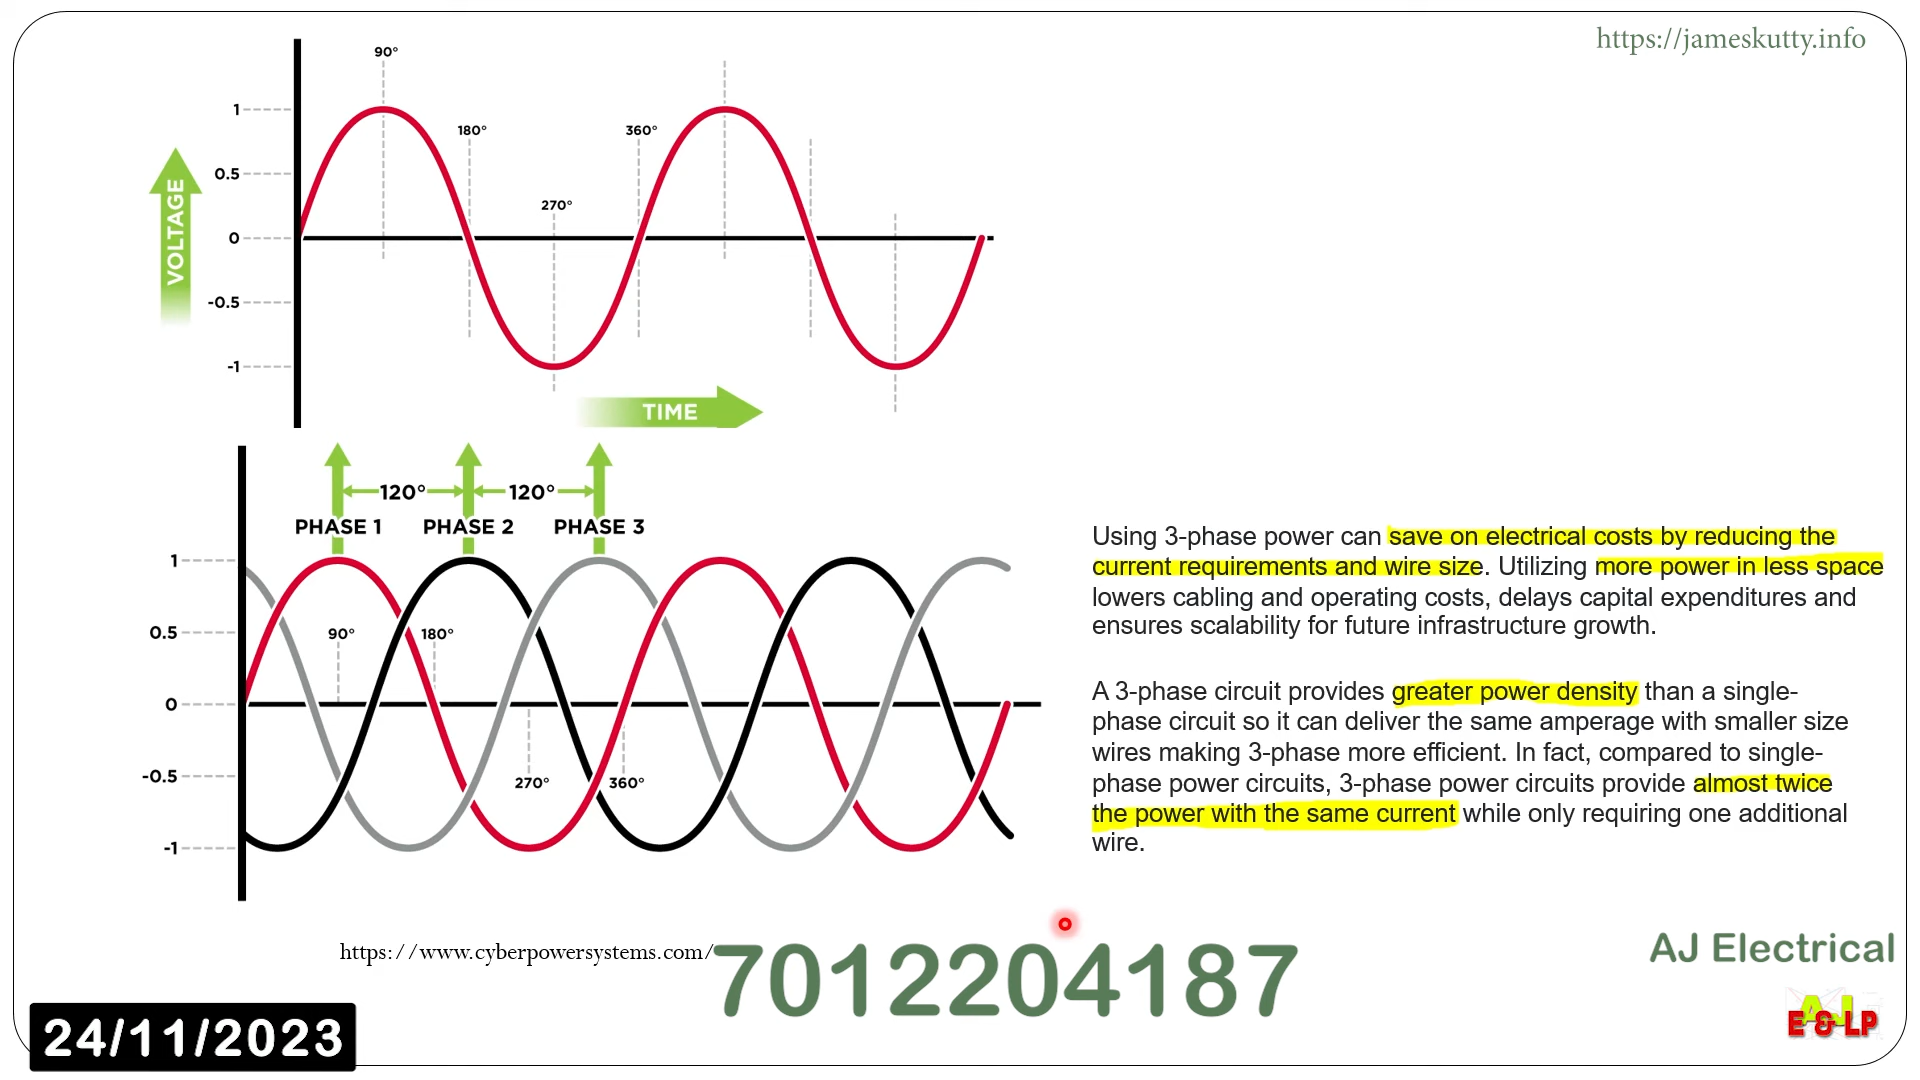 https://jameskutty.info
90°
1
180°
360°
0.5
270°
VOLTAGE
0
-0.5
-1
TIME
120°
120°
PHASE 1
PHASE 2
PHASE 3
1
0.5
90°
180°
0
-0.5
270°
360°
-1
Using 3-phase power can save on electrical costs by reducing the
current requirements and wire size. Utilizing more power in less space
lowers cabling and operating costs, delays capital expenditures and
ensures scalability for future infrastructure growth.
A 3-phase circuit provides greater power density than a single-
phase circuit so it can deliver the same amperage with smaller size
wires making 3-phase more efficient. In fact, compared to single-
phase power circuits, 3-phase power circuits provide almost twice
the power with the same current while only requiring one additional
wire.
https://www.cyberpowersystems.com/
7012204187
AJ Electrical
AJ
E & LP
24/11/2023